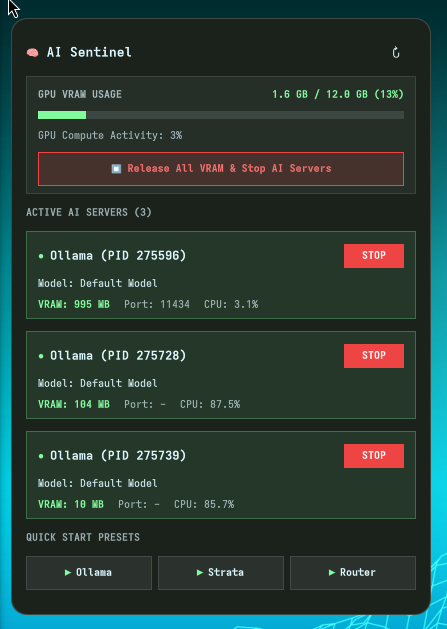 🧠 AI Sentinel ↻
GPU VRAM USAGE 1.6 GB / 12.0 GB (13%)
GPU Compute Activity: 3%
⏹ Release All VRAM & Stop AI Servers
ACTIVE AI SERVERS (3)
● Ollama (PID 275596) STOP
Model: Default Model
VRAM: 995 MB Port: 11434 CPU: 3.1%
● Ollama (PID 275728) STOP
Model: Default Model
VRAM: 104 MB Port: – CPU: 87.5%
● Ollama (PID 275739) STOP
Model: Default Model
VRAM: 10 MB Port: – CPU: 85.7%
QUICK START PRESETS
▶ Ollama ▶ Strata ▶ Router